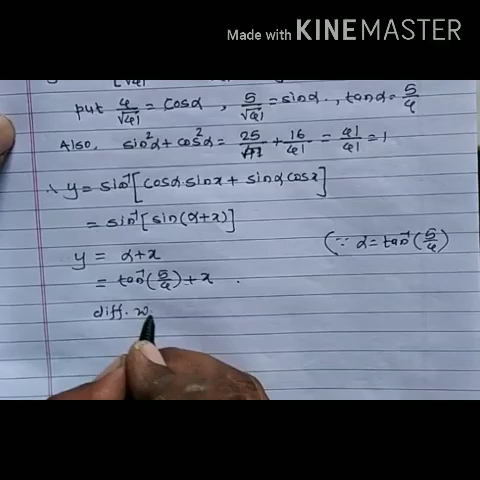 Made with KINEMASTER
put 4/√41 = cosα , 5/√41 = sinα , tanα = 5/4
Also, sin²α + cos²α = 25/41 + 16/41 = 41/41 = 1
∴ y = sin⁻¹[cosα.sinx + sinα cosx]
= sin⁻¹[sin(α+x)]
y = α+x (∵ α = tan⁻¹(5/4)
= tan⁻¹(5/4) + x .
diff. w.